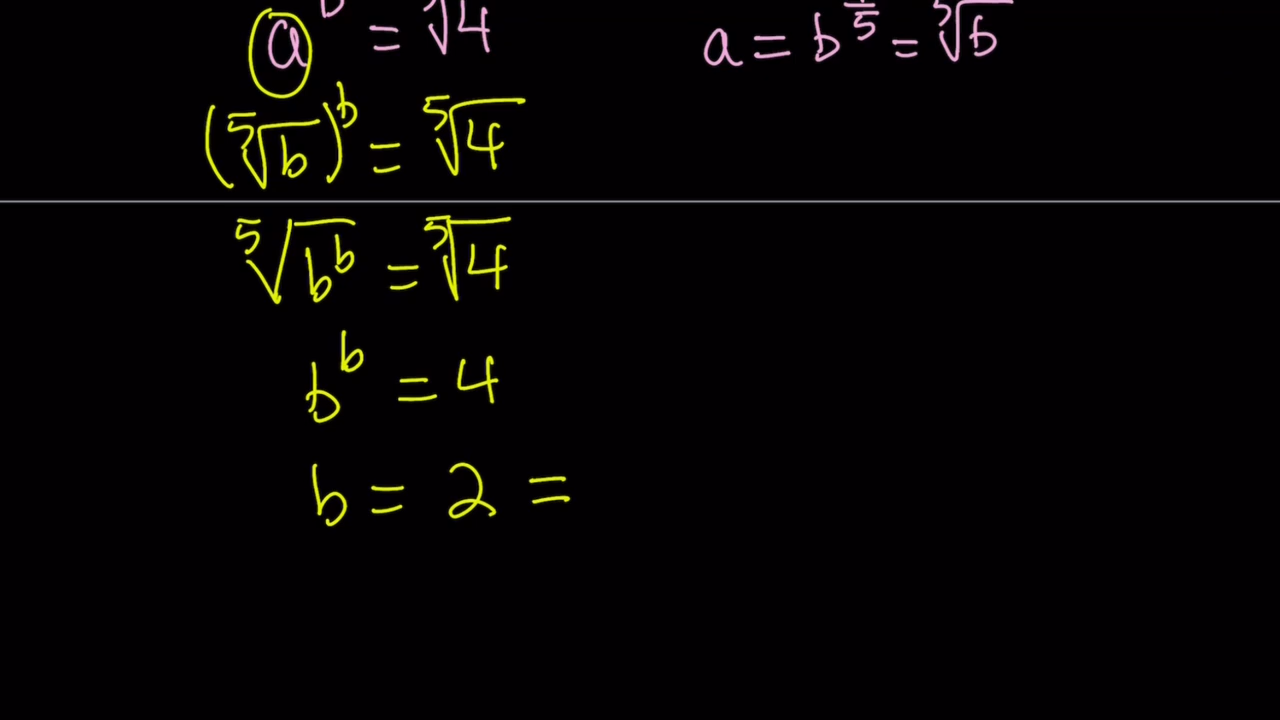 a^b = ⁵√4
a = b^(1/5) = ⁵√b
(⁵√b)^b = ⁵√4
⁵√(b^b) = ⁵√4
b^b = 4
b = 2 =